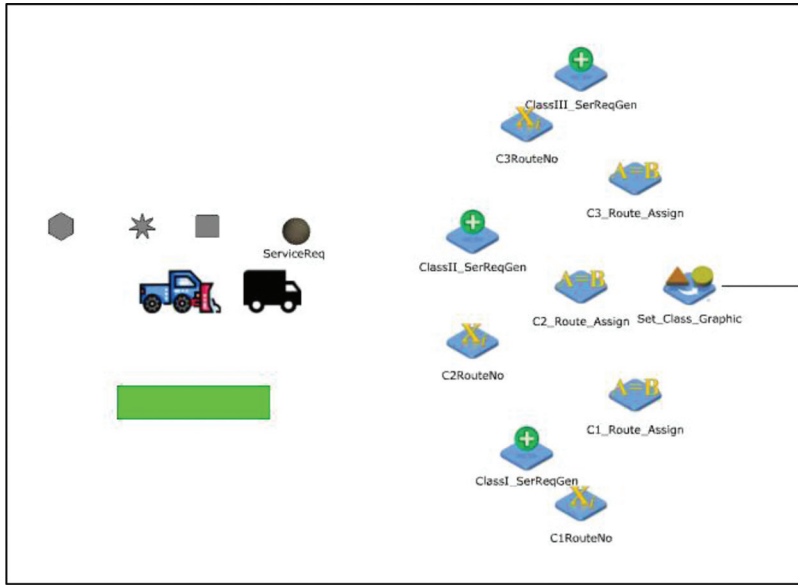 ClassIII_SerReqGen
X,
C3RouteNo
A=B
C3_Route_Assign
ServiceReq
ClassII_SerReqGen
A=B
C2_Route_Assign
Set_Class_Graphic
X,
C2RouteNo
A=B
C1_Route_Assign
ClassI_SerReqGen
X,
C1RouteNo